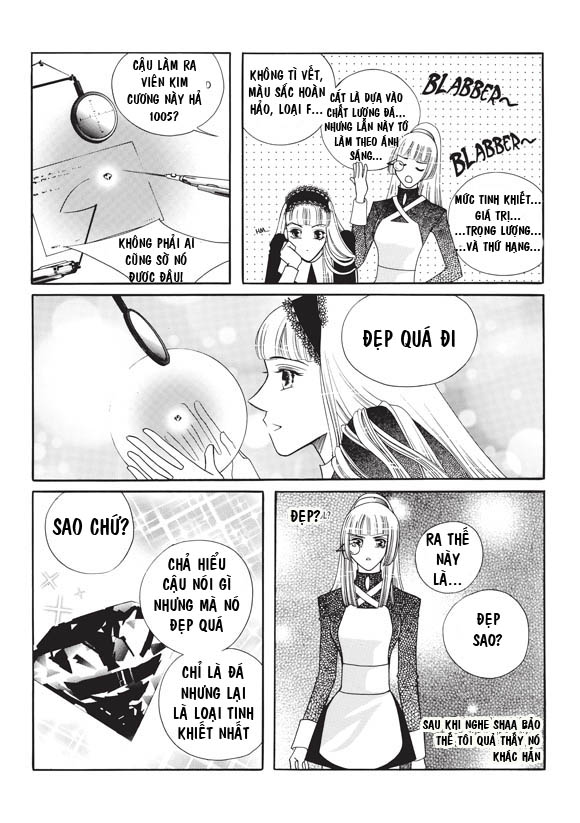 CẬU LÀM RA
VIÊN KIM
CƯƠNG NÀY HẢ
1005?
KHÔNG PHẢI AI
CŨNG SỜ NÓ
ĐƯỢC ĐÂU!
KHÔNG TÌ VẾT,
MÀU SẮC HOÀN
HẢO, LOẠI F...
CẮT LÀ DỰA VÀO
CHẤT LƯỢNG ĐÁ...
NHƯNG LẦN NÀY TỚ
LÀM THEO ÁNH
SÁNG...
BLABBER~
BLABBER~
MỨC TINH KHIẾT...
GIÁ TRỊ...
...TRỌNG LƯỢNG...
...VÀ THỨ HẠNG...
ĐẸP QUÁ ĐI
SAO CHỨ?
CHẢ HIỂU
CẬU NÓI GÌ
NHƯNG MÀ NÓ
ĐẸP QUÁ
CHỈ LÀ ĐÁ
NHƯNG LẠI
LÀ LOẠI TINH
KHIẾT NHẤT
ĐẸP?
RA THẾ
NÀY
LÀ...
ĐẸP
SAO?
SAU KHI NGHE SHAA BẢO
THẾ TÔI QUẢ THẤY NÓ
KHÁC HẲN